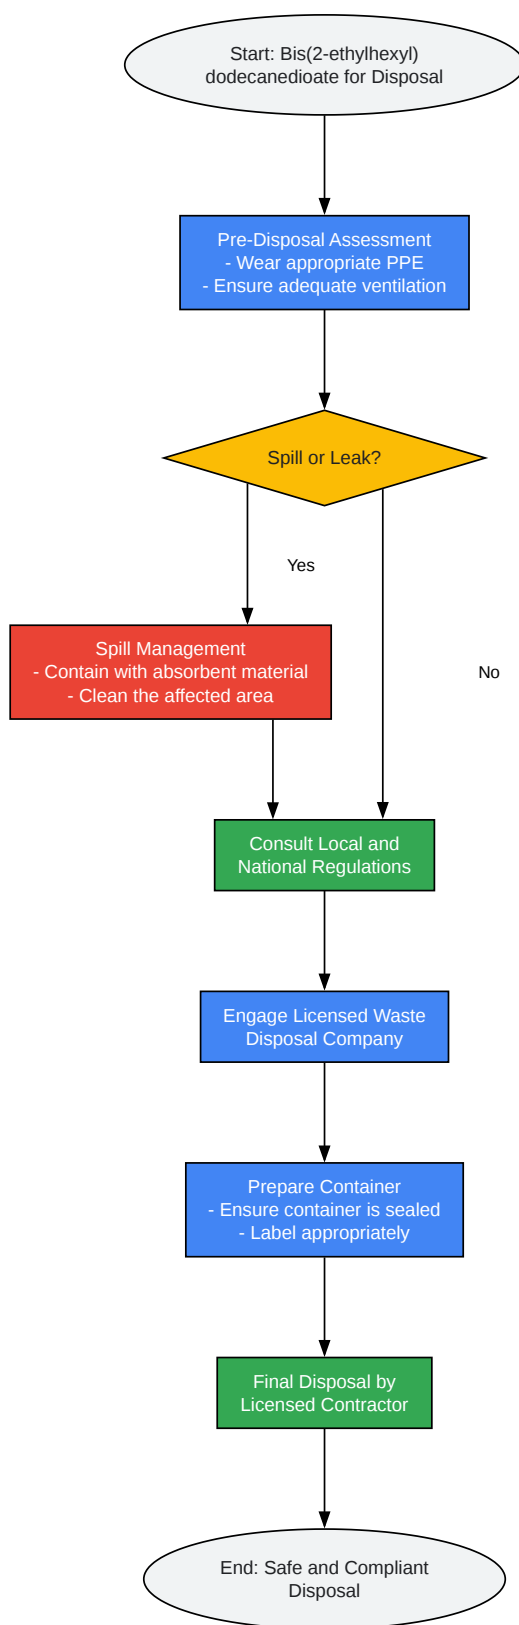 Start: Bis(2-ethylhexyl)
dodecanedioate for Disposal
Pre-Disposal Assessment
- Wear appropriate PPE
- Ensure adequate ventilation
Spill or Leak?
Yes
Spill Management
- Contain with absorbent material
- Clean the affected area
No
Consult Local and
National Regulations
Engage Licensed Waste
Disposal Company
Prepare Container
- Ensure container is sealed
- Label appropriately
Final Disposal by
Licensed Contractor
End: Safe and Compliant
Disposal